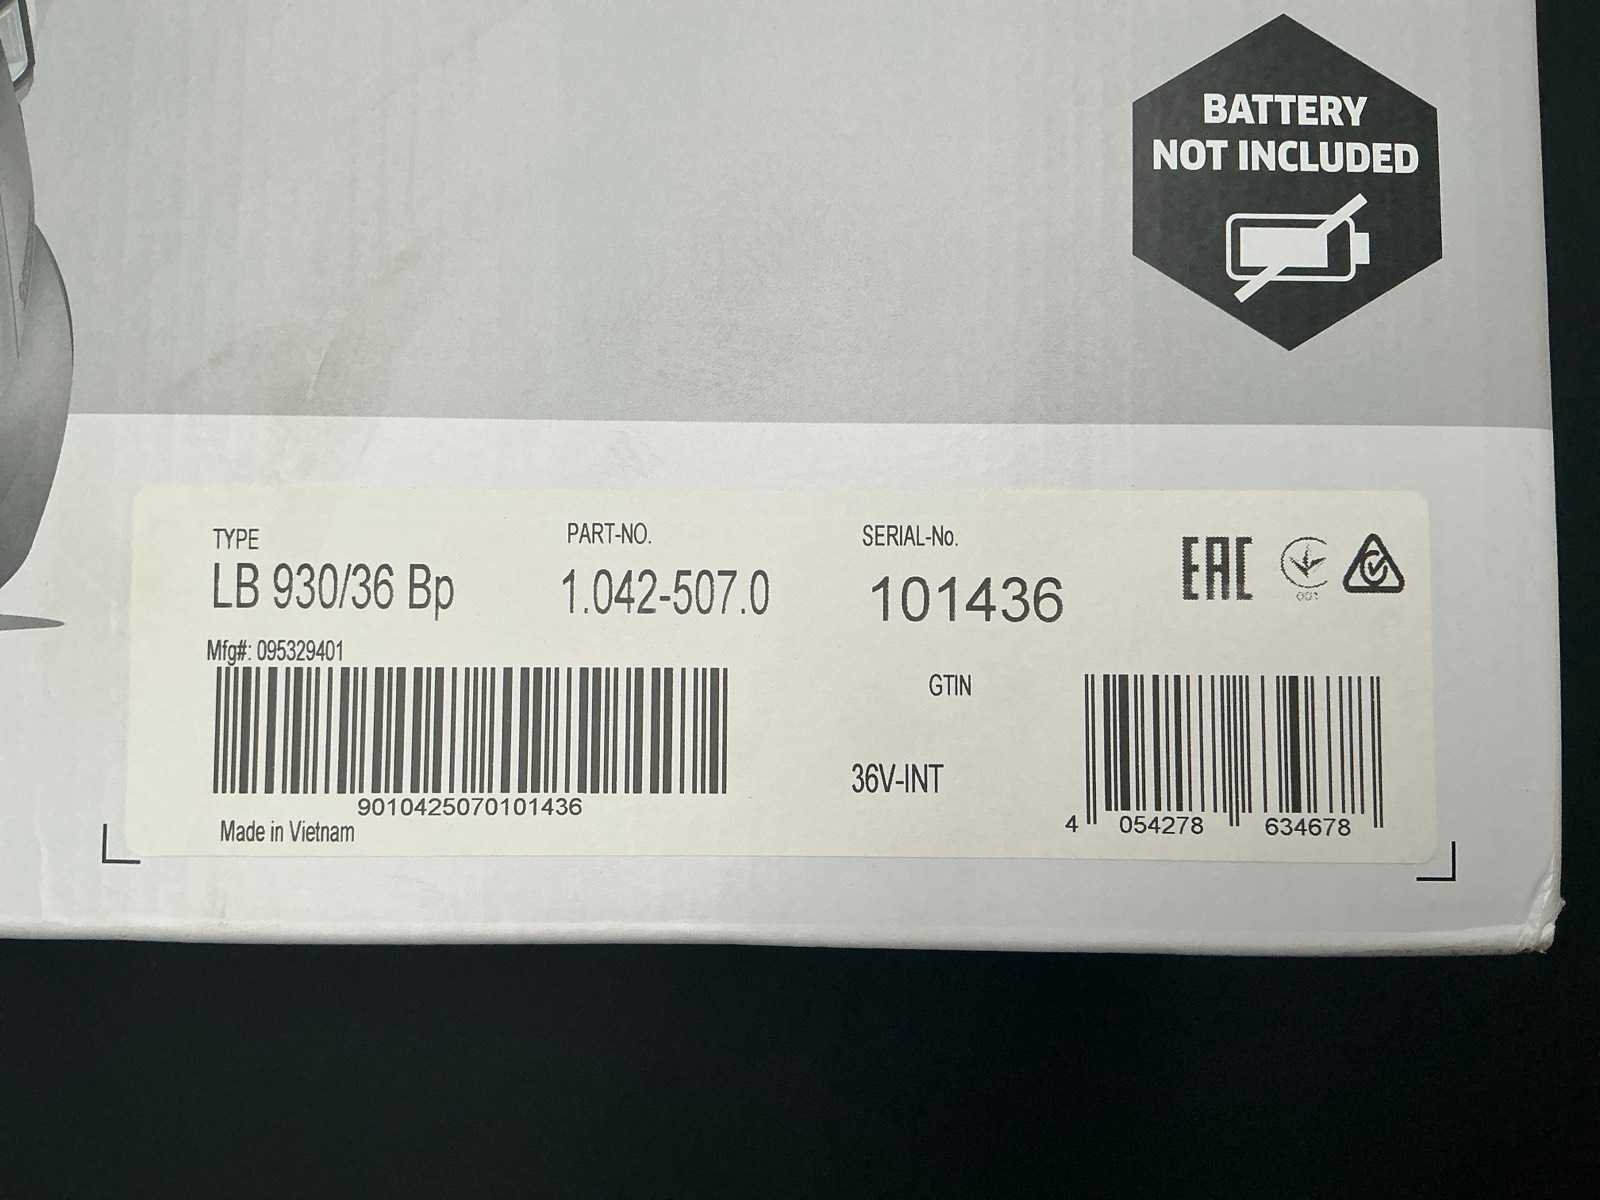 BATTERY
NOT INCLUDED
TYPE
LB 930/36 Bp
PART-NO.
1.042-507.0
SERIAL-No.
101436
EAC
001
Mfg#: 095329401
9010425070101436
Made in Vietnam
GTIN
36V-INT
4 054278 634678